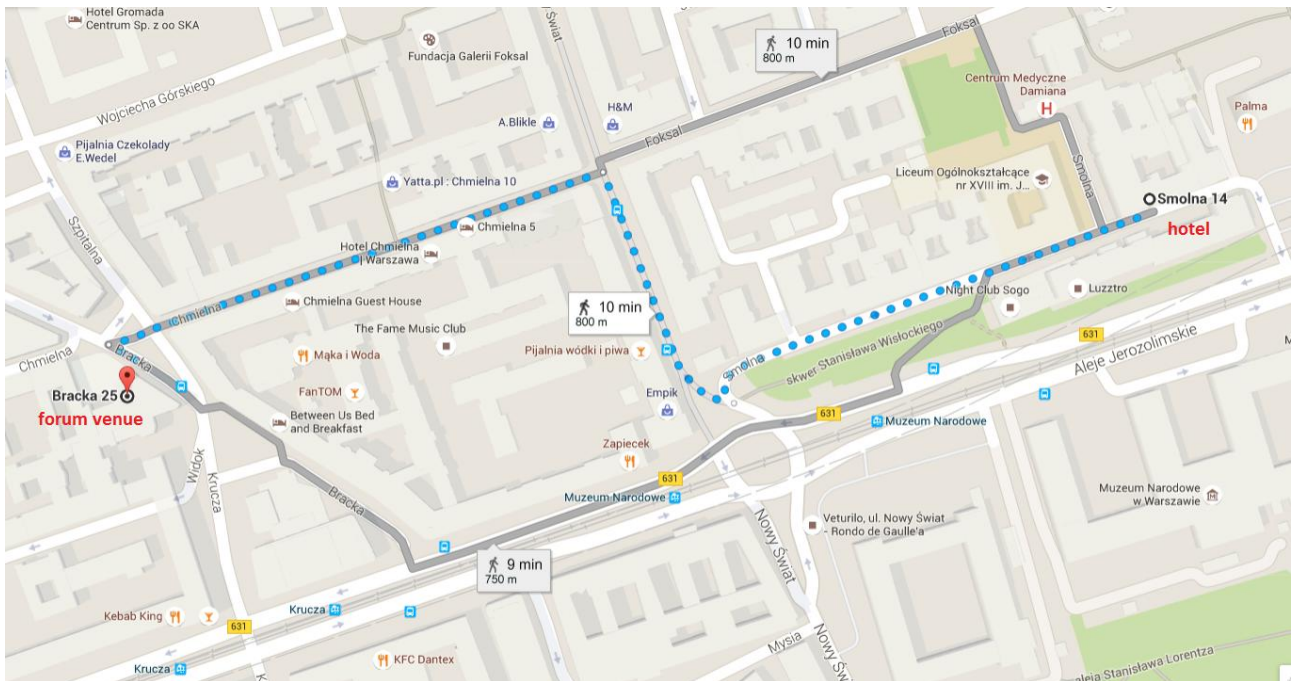 Hotel Gromada
Centrum Sp. z oo SKA
Wojciecha Górskiego
Fundacja Galerii Foksal
Świat
10 min
800 m
Foksal
Centrum Medyczne
Damiana
H
Palma
H&M
A.Blikle
Foksal
Pijalnia Czekolady
E.Wedel
Yatta.pl : Chmielna 10
Smolna
Liceum Ogólnokształcące
nr XVIII im. J...
Smolna 14
hotel
Szpitalna
Chmielna 5
Hotel Chmielna
| Warszawa
Chmielna Guest House
Chmielna
10 min
800 m
Night Club Sogo
Luzztro
The Fame Music Club
Pijalnia wódki i piwa
Mąka i Woda
Chmielna
Bracka
skwer Stanisława Wisłockiego
631
Aleje Jerozolimskie
M
Smolna
Bracka 25
forum venue
FanTOM
Empik
Between Us Bed
and Breakfast
631
Muzeum Narodowe
Zapiecek
Widok
Krucza
Bracka
631
Muzeum Narodowe
Muzeum Narodowe
w Warszawie
Veturilo, ul. Nowy Świat
- Rondo de Gaulle'a
Nowy Świat
9 min
750 m
Kebab King
Krucza
631
Mysia
Nowy Św
KFC Dantex
Krucza
aleja Stanisława Lorentza